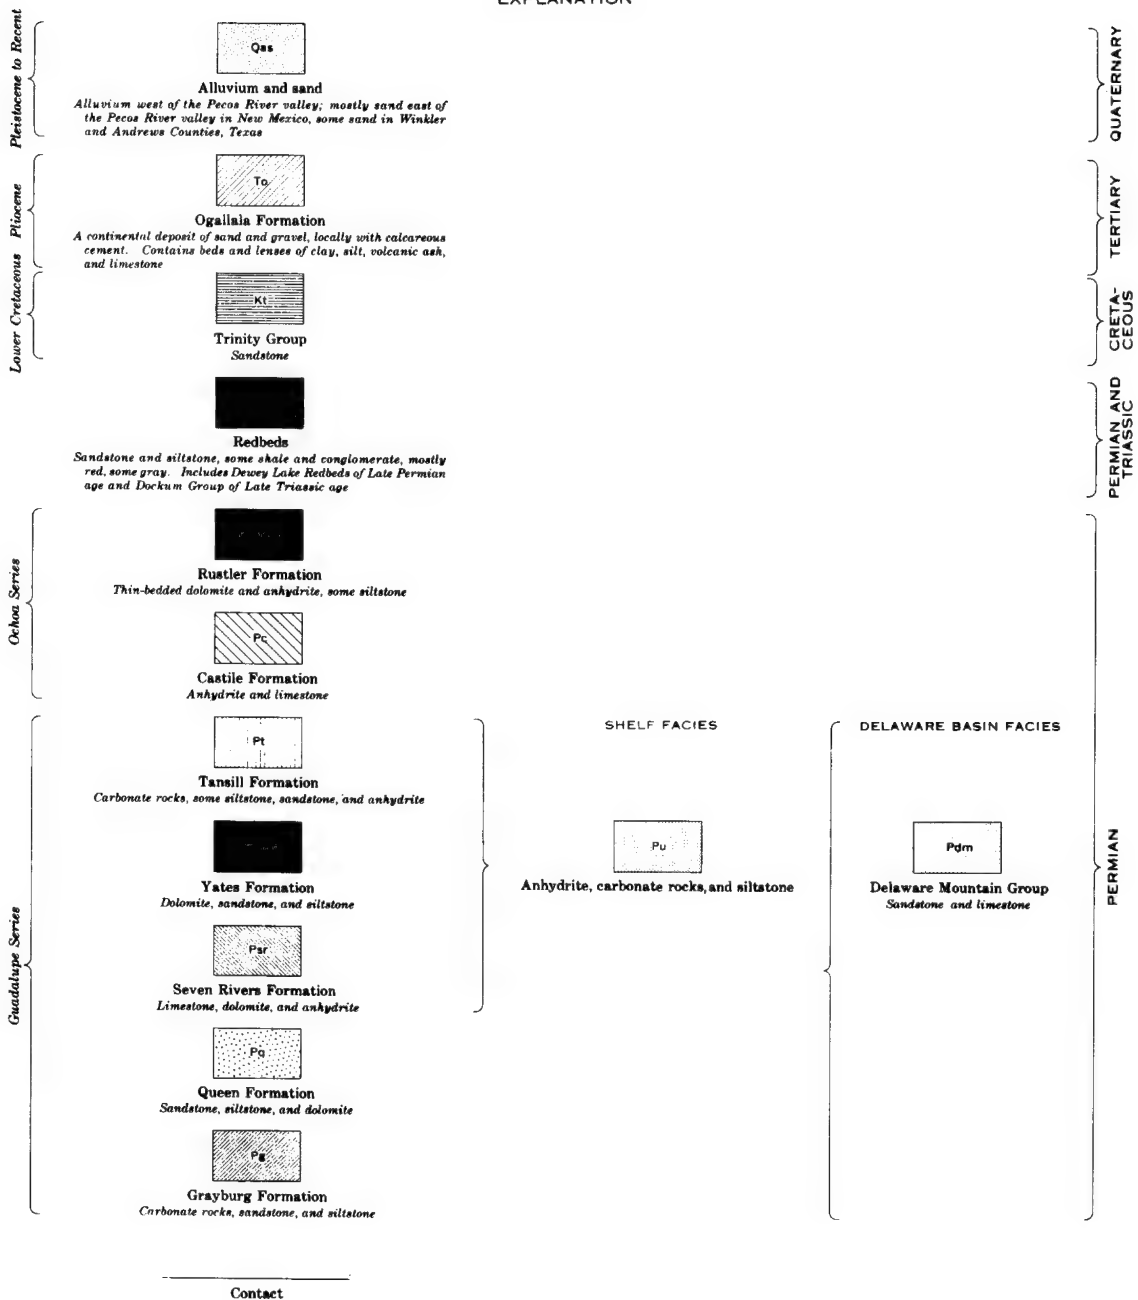 EXPLANATION
Pleistocene to Recent
Qas
Alluvium and sand
Alluvium west of the Pecos River valley; mostly sand east of
the Pecos River valley in New Mexico, some sand in Winkler
and Andrews Counties, Texas
QUATERNARY
Pliocene
To
Ogallala Formation
A continental deposit of sand and gravel, locally with calcareous
cement. Contains beds and lenses of clay, silt, volcanic ash,
and limestone
TERTIARY
Lower Cretaceous
Kt
Trinity Group
Sandstone
CRETA-
CEOUS
Redbeds
Sandstone and siltstone, some shale and conglomerate, mostly
red, some gray. Includes Dewey Lake Redbeds of Late Permian
age and Dockum Group of Late Triassic age
PERMIAN AND
TRIASSIC
Ochoa Series
Rustler Formation
Thin-bedded dolomite and anhydrite, some siltstone
Pc
Castile Formation
Anhydrite and limestone
Guadalupe Series
Pt
Tansill Formation
Carbonate rocks, some siltstone, sandstone, and anhydrite
Yates Formation
Dolomite, sandstone, and siltstone
Psr
Seven Rivers Formation
Limestone, dolomite, and anhydrite
Pq
Queen Formation
Sandstone, siltstone, and dolomite
Pg
Grayburg Formation
Carbonate rocks, sandstone, and siltstone
SHELF FACIES
Pu
Anhydrite, carbonate rocks, and siltstone
DELAWARE BASIN FACIES
Pdm
Delaware Mountain Group
Sandstone and limestone
PERMIAN
Contact